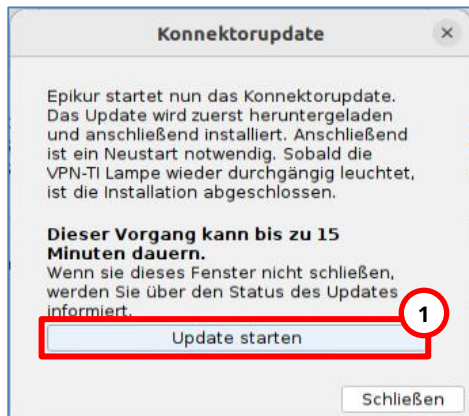 Konnektorupdate
Epikur startet nun das Konnektorupdate.
Das Update wird zuerst heruntergeladen
und anschließend installiert. Anschließend
ist ein Neustart notwendig. Sobald die
VPN-TI Lampe wieder durchgängig leuchtet,
ist die Installation abgeschlossen.
Dieser Vorgang kann bis zu 15
Minuten dauern.
Wenn sie dieses Fenster nicht schließen,
werden Sie über den Status des Updates
informiert.
1
Update starten
Schließen